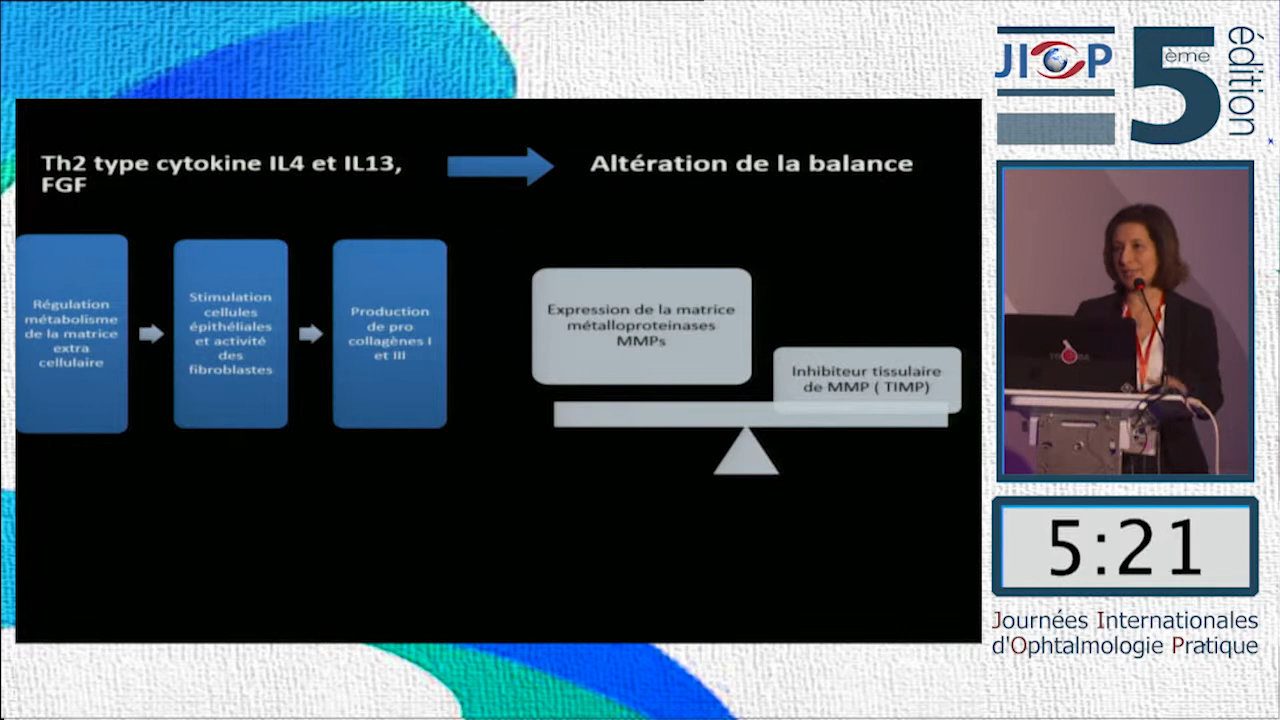 Th2 type cytokine IL4 et IL13,
FGF
Altération de la balance
Régulation
métabolisme
de la matrice
extra
cellulaire
Stimulation
cellules
épithéliales
et activité
des
fibroblastes
Production
de pro
collagènes I
et III
Expression de la matrice
métalloproteinases
MMPs
Inhibiteur tissulaire
de MMP ( TIMP)
JIOP
5
ème
édition
5:21
Journées Internationales
d'Ophtalmologie Pratique